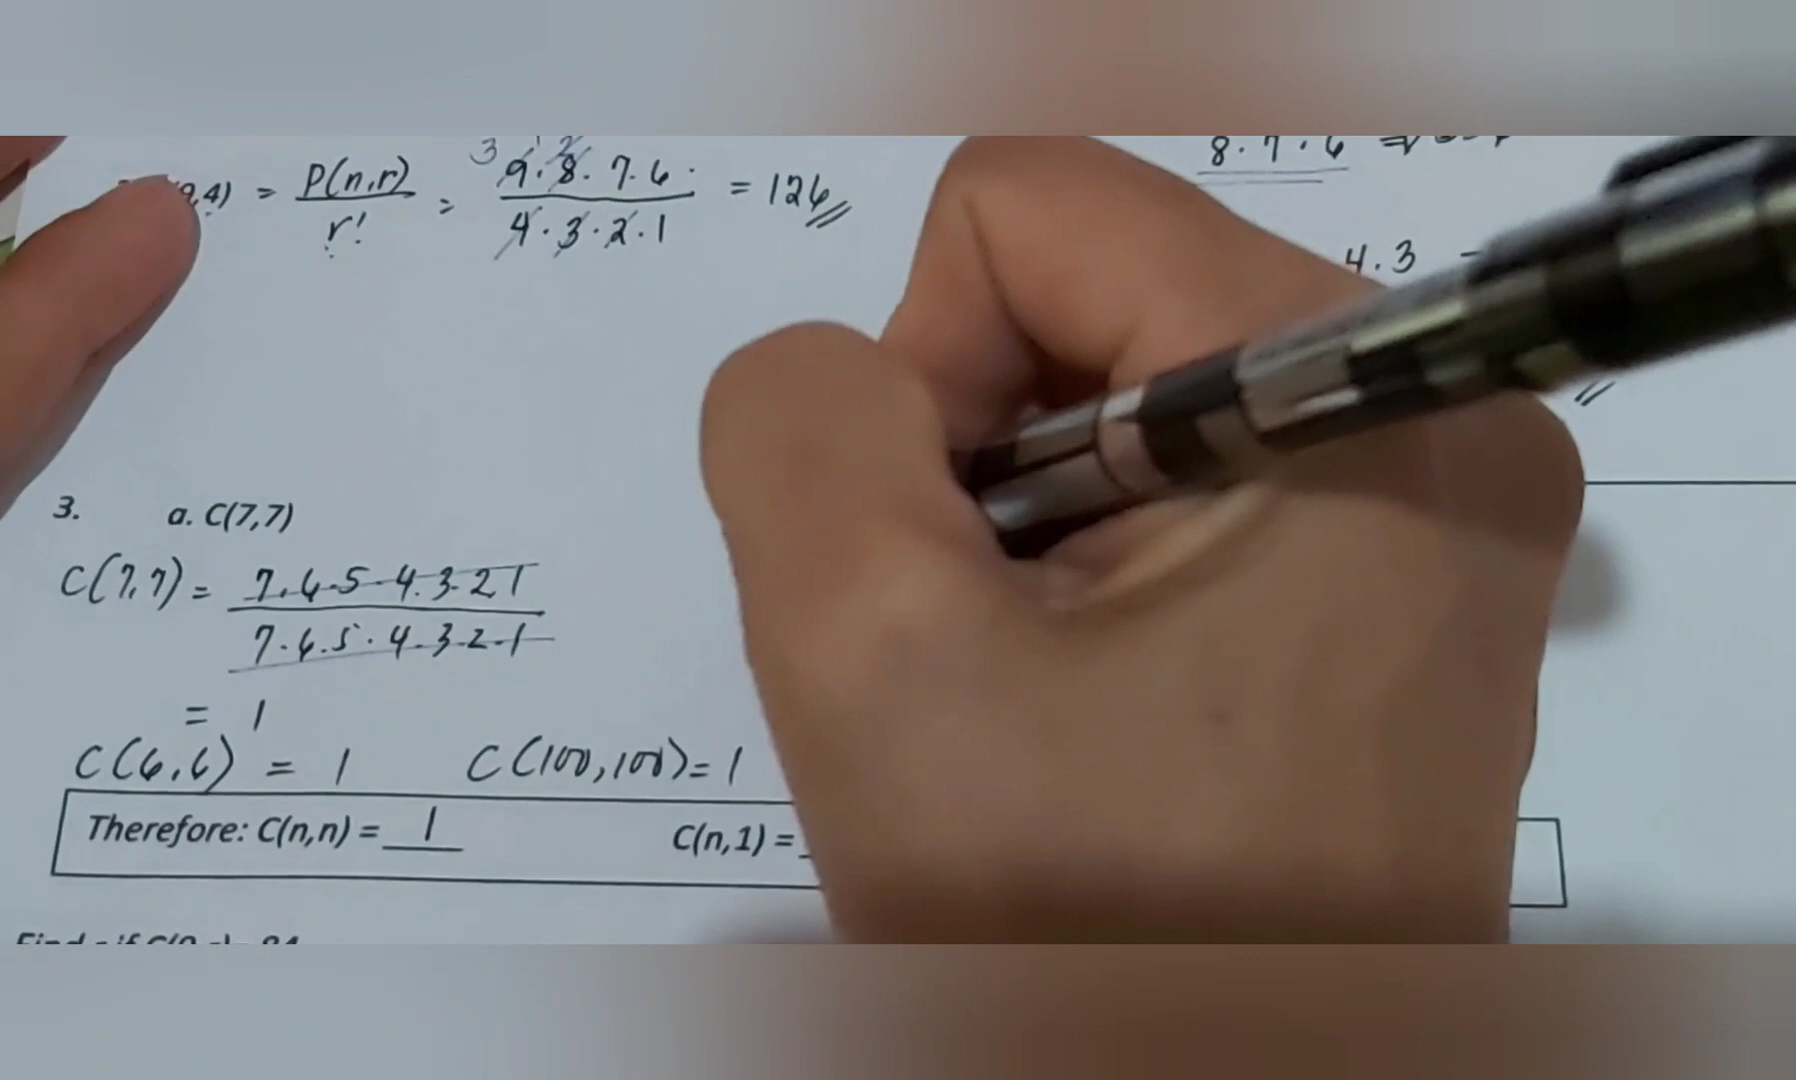 3 1 2
,4) = P(n,r) / r! = 9.8.7.6. / 4.3.2.1 = 126
8.7.6
4.3
3. a. C(7,7)
C(7,7) = 7.6.5.4.3.2.1 / 7.6.5.4.3.2.1
= 1
C(6,6) = 1 C(100,100)=1
Therefore: C(n,n) = 1 C(n,1) =